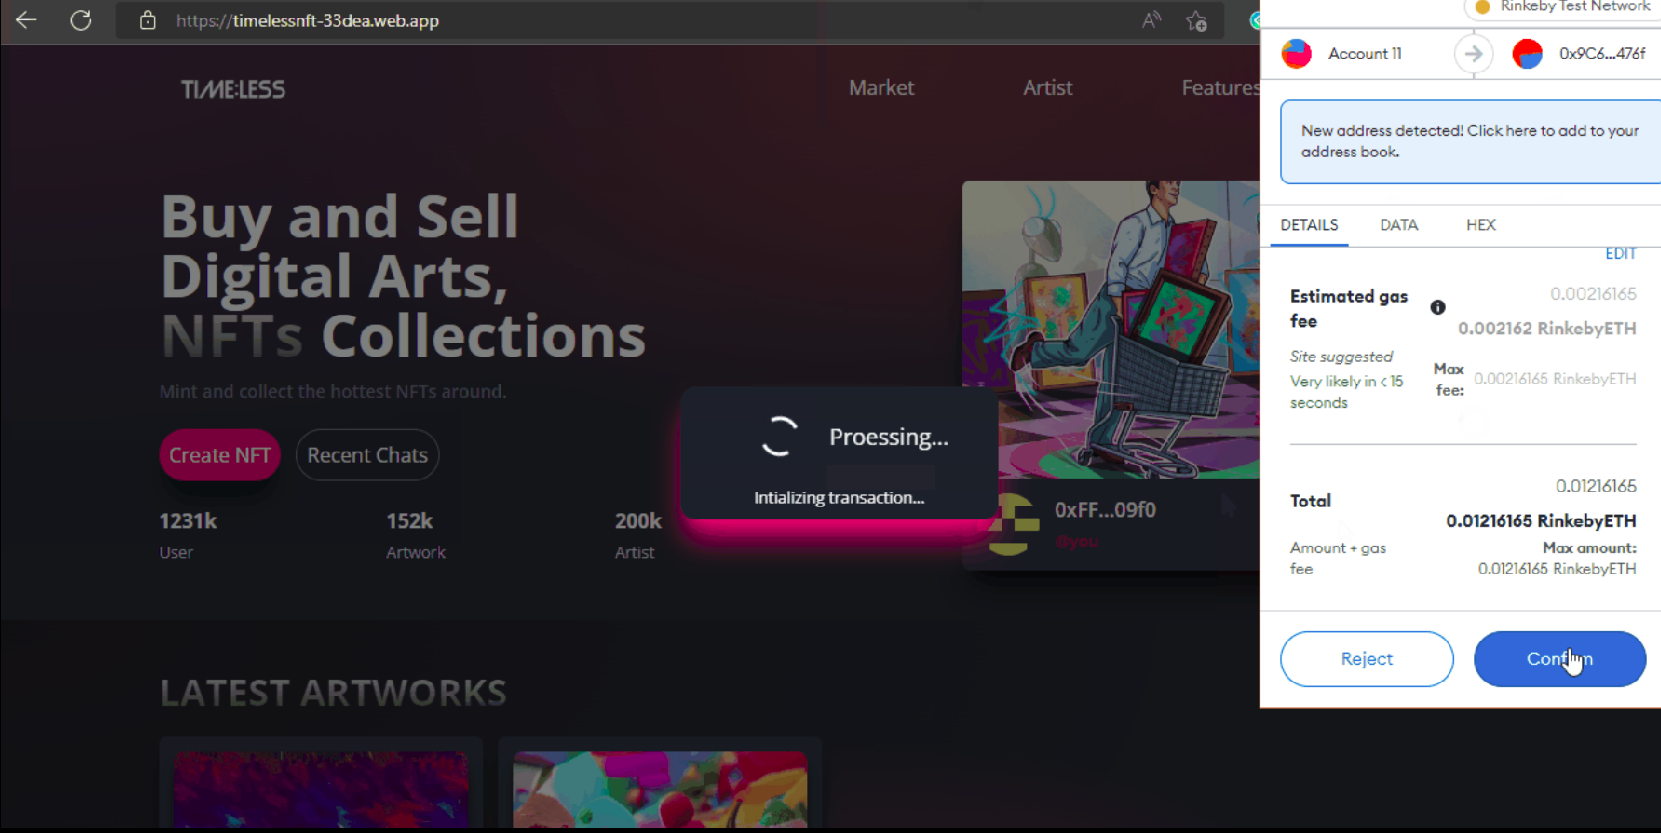 https://timelessnft-33dea.web.app
Rinkeby Test Network
Account 11
0x9C6...476f
TIMELESS
Market
Artist
Features
New address detected! Click here to add to your
address book.
DETAILS
DATA
HEX
EDIT
Buy and Sell
Digital Arts,
NFTs Collections
Mint and collect the hottest NFTs around.
Create NFT
Recent Chats
1231k
User
152k
Artwork
200k
Artist
Proessing...
Intializing transaction...
0xFF...09f0
@you
Estimated gas
fee
0.00216165
0.002162 RinkebyETH
Site suggested
Very likely in < 15
seconds
Max
fee:
0.00216165 RinkebyETH
Total
0.01216165
0.01216165 RinkebyETH
Amount + gas
fee
Max amount:
0.01216165 RinkebyETH
Reject
Confirm
LATEST ARTWORKS